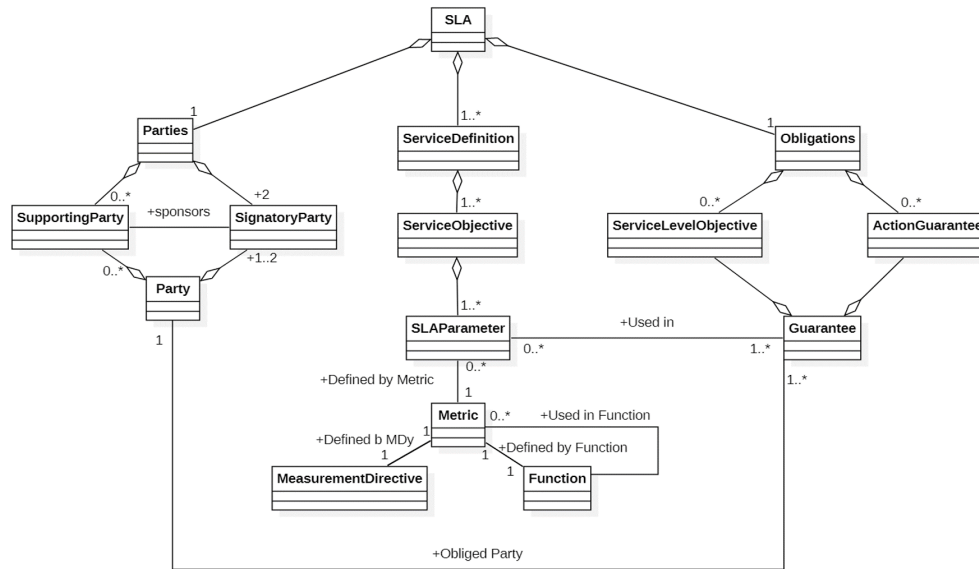 SLA
1
1..*
1
Parties
ServiceDefinition
Obligations
0..*
+2
1..*
0..*
0..*
SupportingParty
+sponsors
SignatoryParty
ServiceObjective
ServiceLevelObjective
ActionGuarantee
0..*
+1..2
Party
1..*
SLAParameter
+Used in
Guarantee
1
0..*
1..*
0..*
+Defined by Metric
1..*
1
Metric
0..*
+Used in Function
1
+Defined b MDy
+Defined by Function
1
1
1
MeasurementDirective
Function
+Obliged Party